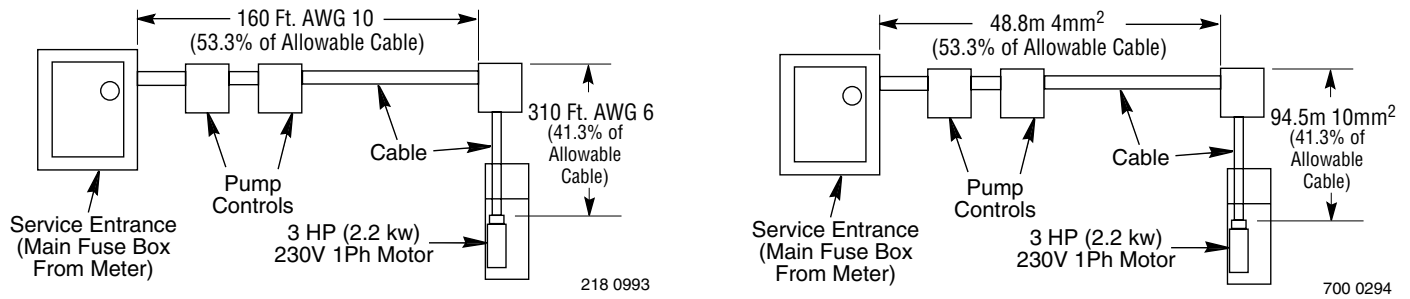 160 Ft. AWG 10
(53.3% of Allowable Cable)
310 Ft. AWG 6
(41.3% of
Allowable
Cable)
Cable
Pump
Controls
Service Entrance
(Main Fuse Box
From Meter)
3 HP (2.2 kw)
230V 1Ph Motor
218 0993
48.8m 4mm²
(53.3% of Allowable Cable)
94.5m 10mm²
(41.3% of
Allowable
Cable)
Cable
Pump
Controls
Service Entrance
(Main Fuse Box
From Meter)
3 HP (2.2 kw)
230V 1Ph Motor
700 0294